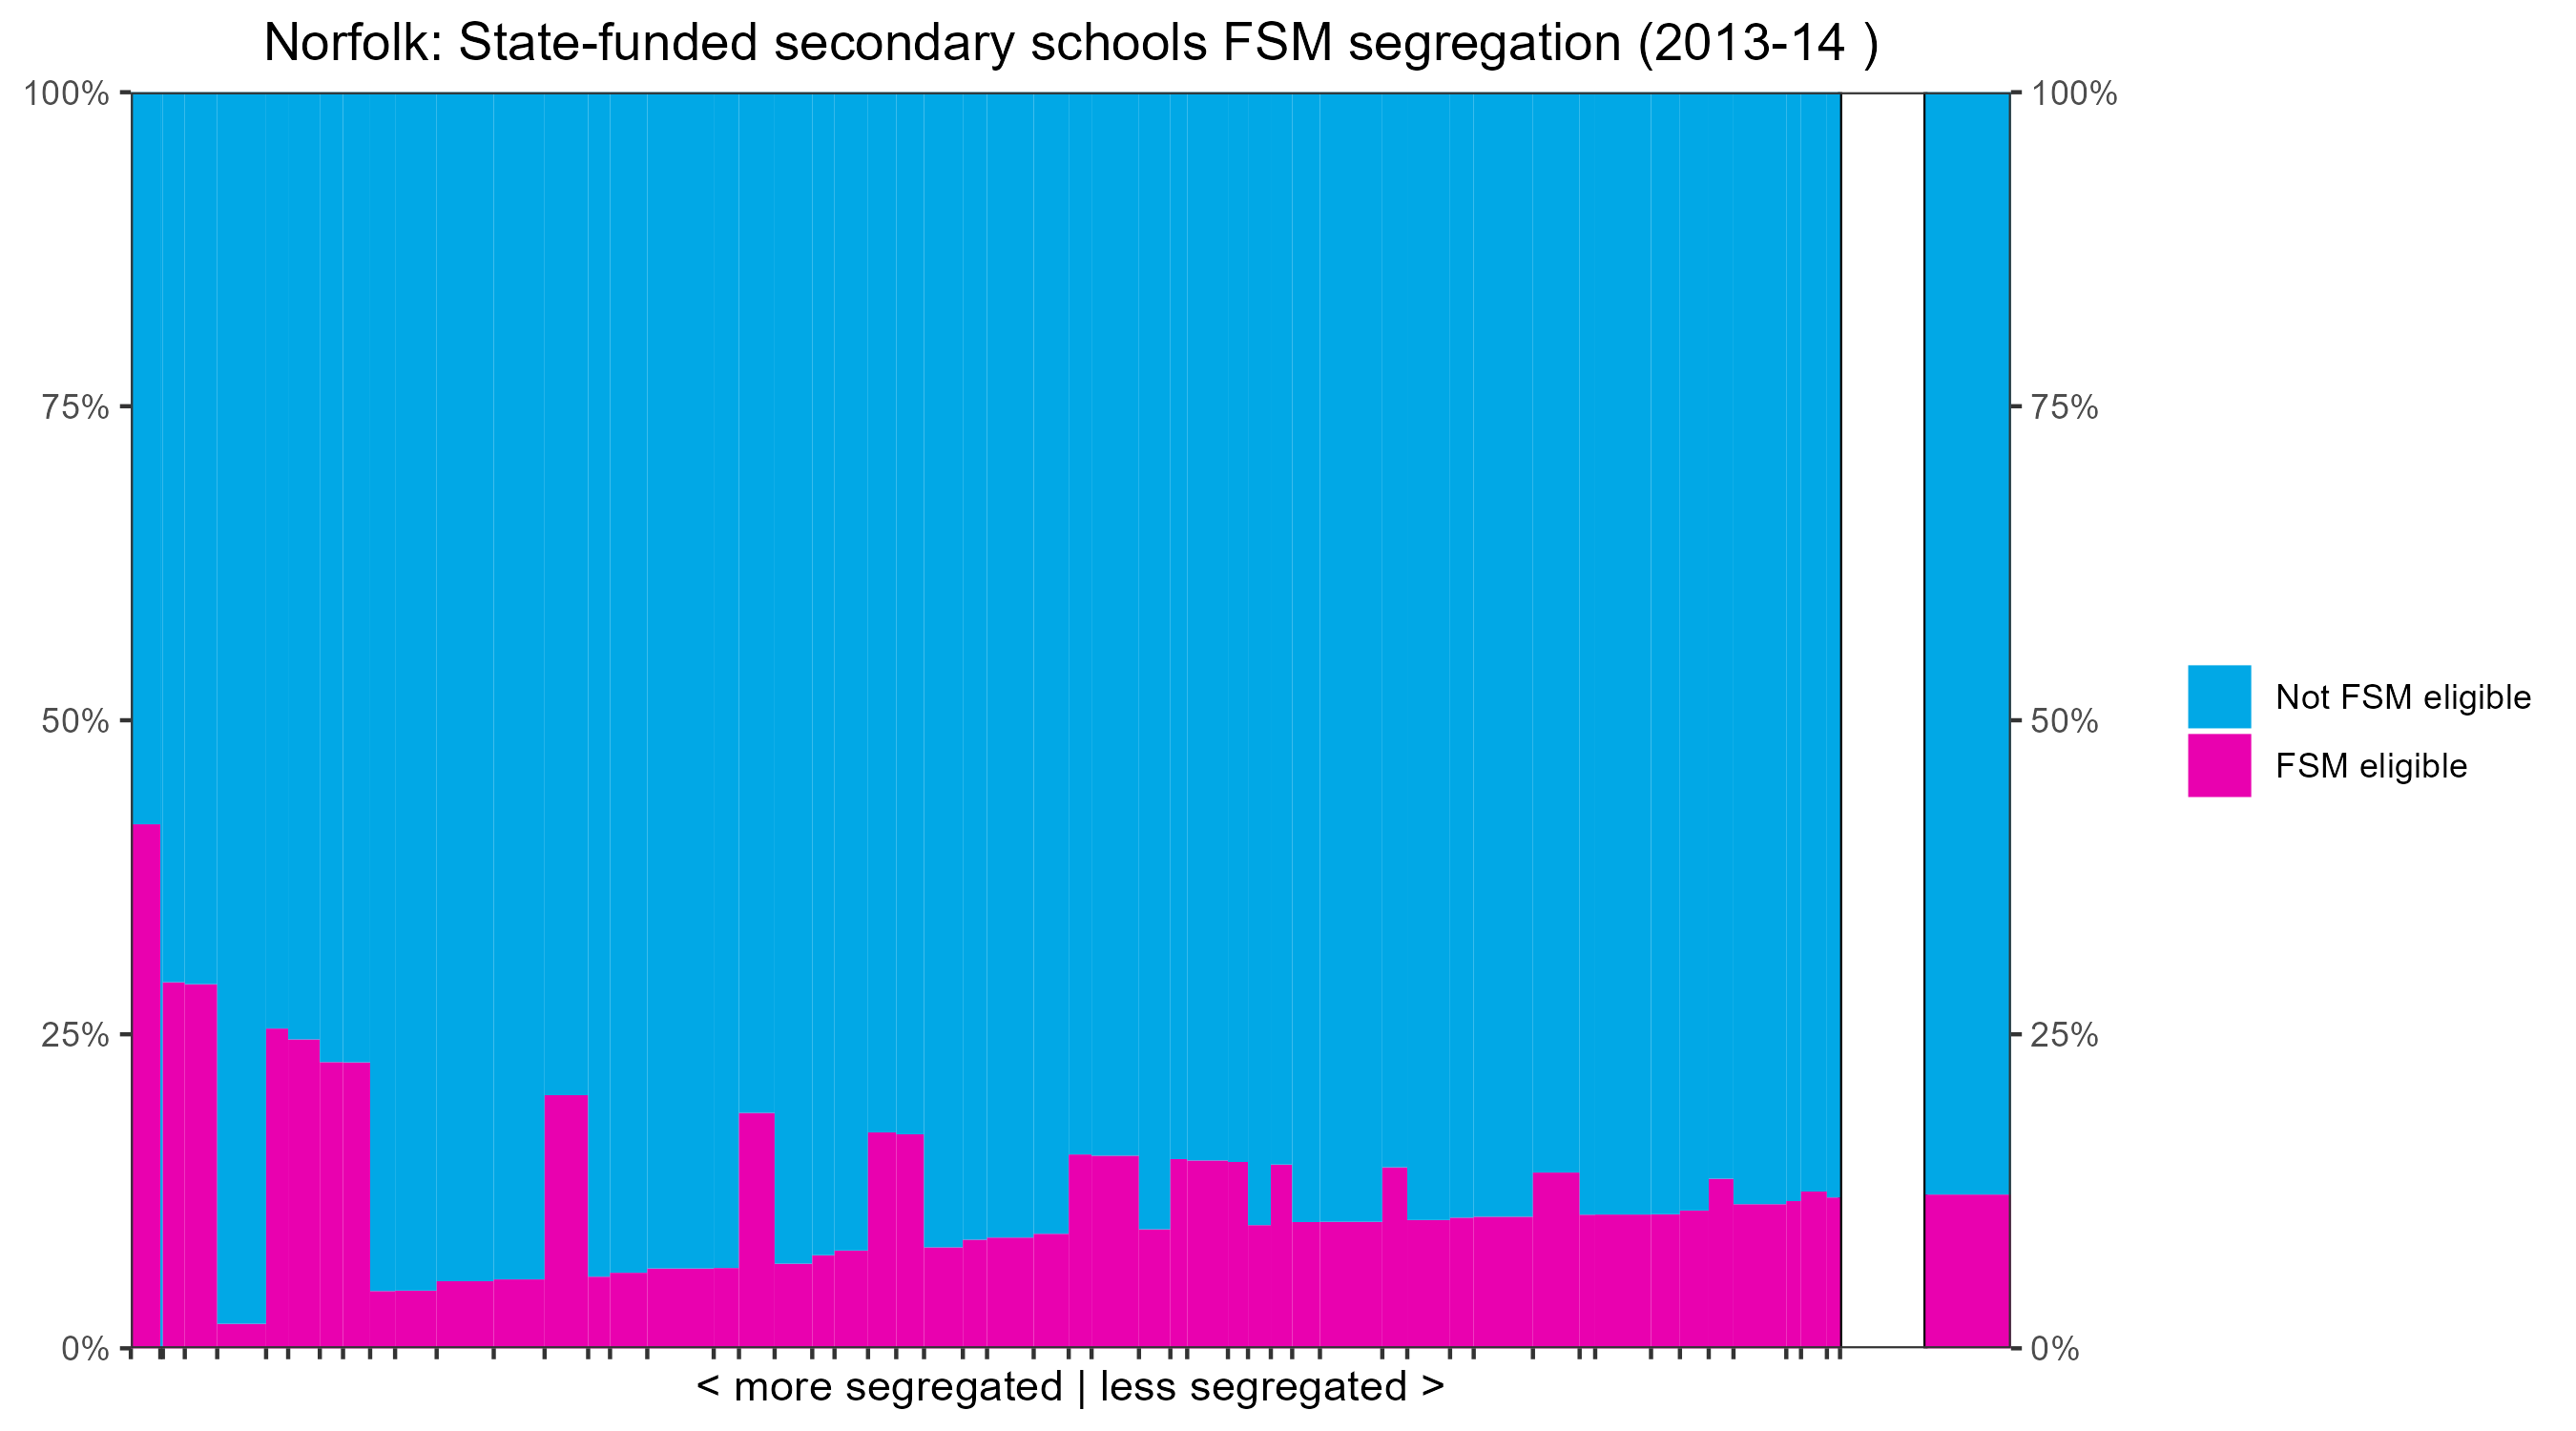 Norfolk: State-funded secondary schools FSM segregation (2013-14 )
100%
75%
50%
25%
0%
100%
75%
50%
25%
0%
< more segregated | less segregated >
Not FSM eligible
FSM eligible